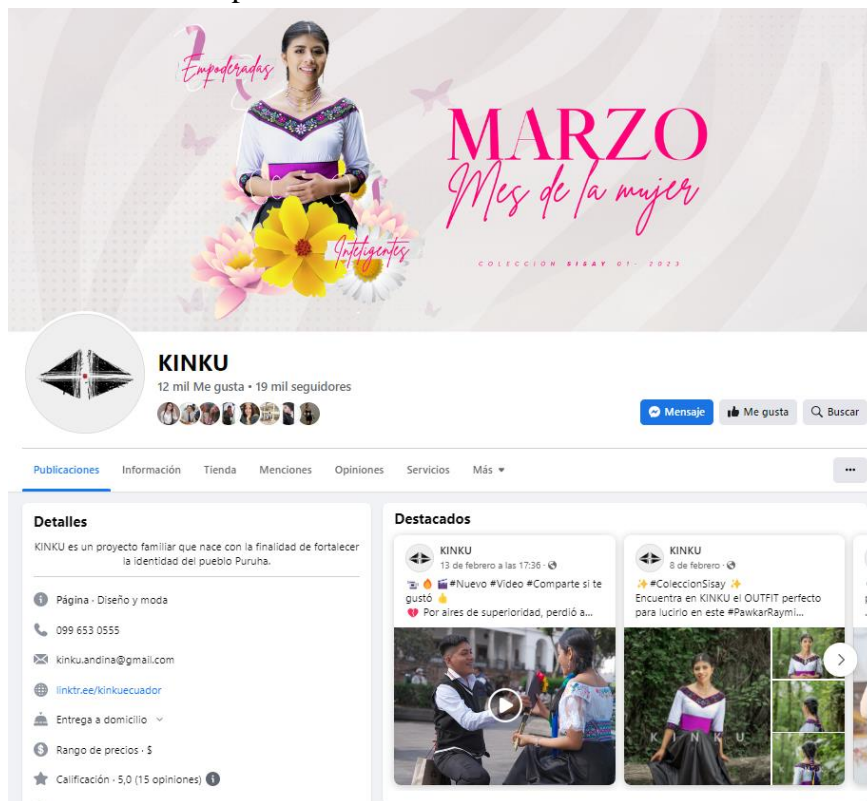 Empoderadas
MARZO
Mes de la mujer
Inteligentes
COLECCION SISAY 01- 2023
KINKU
12 mil Me gusta • 19 mil seguidores
Mensaje
Me gusta
Buscar
Publicaciones
Información
Tienda
Menciones
Opiniones
Servicios
Más
Detalles
KINKU es un proyecto familiar que nace con la finalidad de fortalecer
la identidad del pueblo Puruha.
Página · Diseño y moda
099 653 0555
kinku.andina@gmail.com
linktr.ee/kinkuecuador
Entrega a domicilio
Rango de precios · $
Calificación · 5,0 (15 opiniones)
Destacados
KINKU
13 de febrero a las 17:36 ·
#Nuevo #Video #Comparte si te
gustó
Por aires de superioridad, perdió a...
KINKU
8 de febrero ·
#ColeccionSisay
Encuentra en KINKU el OUTFIT perfecto
para lucirlo en este #PawkarRaymi...
KINKU